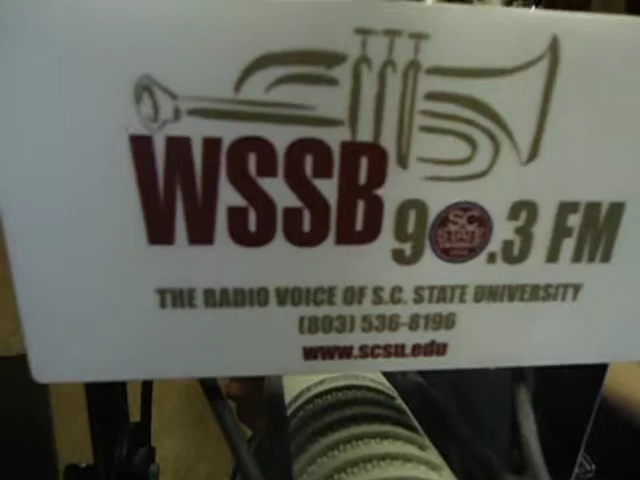 WSSB
90.3 FM
SC
STATE
THE RADIO VOICE OF S.C. STATE UNIVERSITY
(803) 536-8196
www.scsu.edu